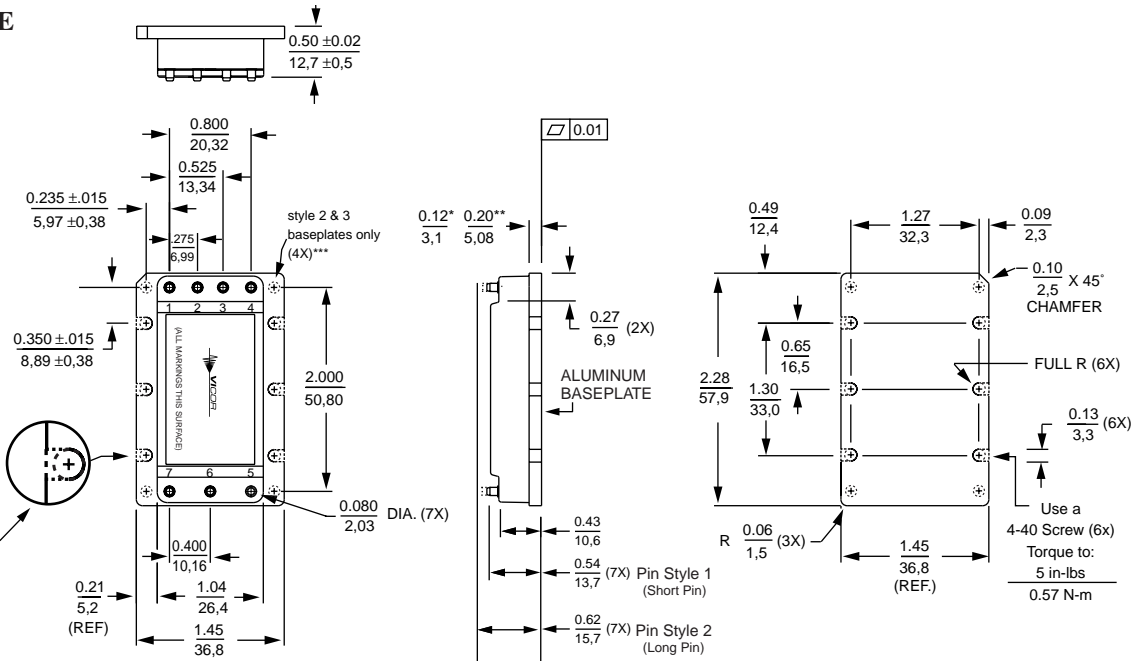 E
0.50 ±0.02
12,7 ±0,5
0.800
20,32
0.525
13,34
0.235 ±.015
5,97 ±0,38
.275
6,99
style 2 & 3
baseplates only
(4X)***
1 2 3 4
0.350 ±.015
8,89 ±0,38
(ALL MARKINGS THIS SURFACE)
VICOR
2.000
50,80
7 6 5
0.080
2,03
DIA. (7X)
0.400
10,16
0.21
5,2
(REF)
1.04
26,4
1.45
36,8
0.01
0.12*
3,1
0.20**
5,08
0.27
6,9
(2X)
ALUMINUM
BASEPLATE
0.43
10,6
0.54
13,7
(7X) Pin Style 1
(Short Pin)
0.62
15,7
(7X) Pin Style 2
(Long Pin)
0.49
12,4
1.27
32,3
0.09
2,3
0.10
2,5
X 45°
CHAMFER
0.65
16,5
2.28
57,9
1.30
33,0
FULL R (6X)
0.13
3,3
(6X)
R
0.06
1,5
(3X)
1.45
36,8
(REF.)
Use a
4-40 Screw (6x)
Torque to:
5 in-lbs
0.57 N-m